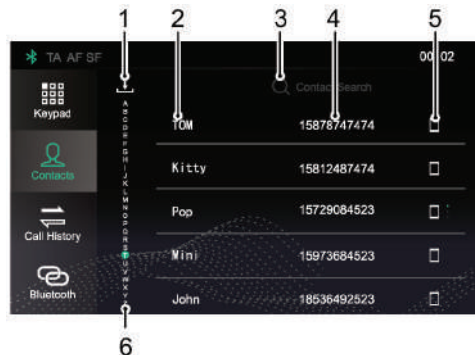 1 2 3 4 5
TA AF SF 00:02
Contact Search
Keypad
Contacts
Call History
Bluetooth
A
B
C
D
E
F
G
H
I
J
K
L
M
N
O
P
Q
R
S
T
U
V
W
X
Y
TOM 15878747474
Kitty 15812487474
Pop 15729084523
Mini 15973684523
John 18536492523
6